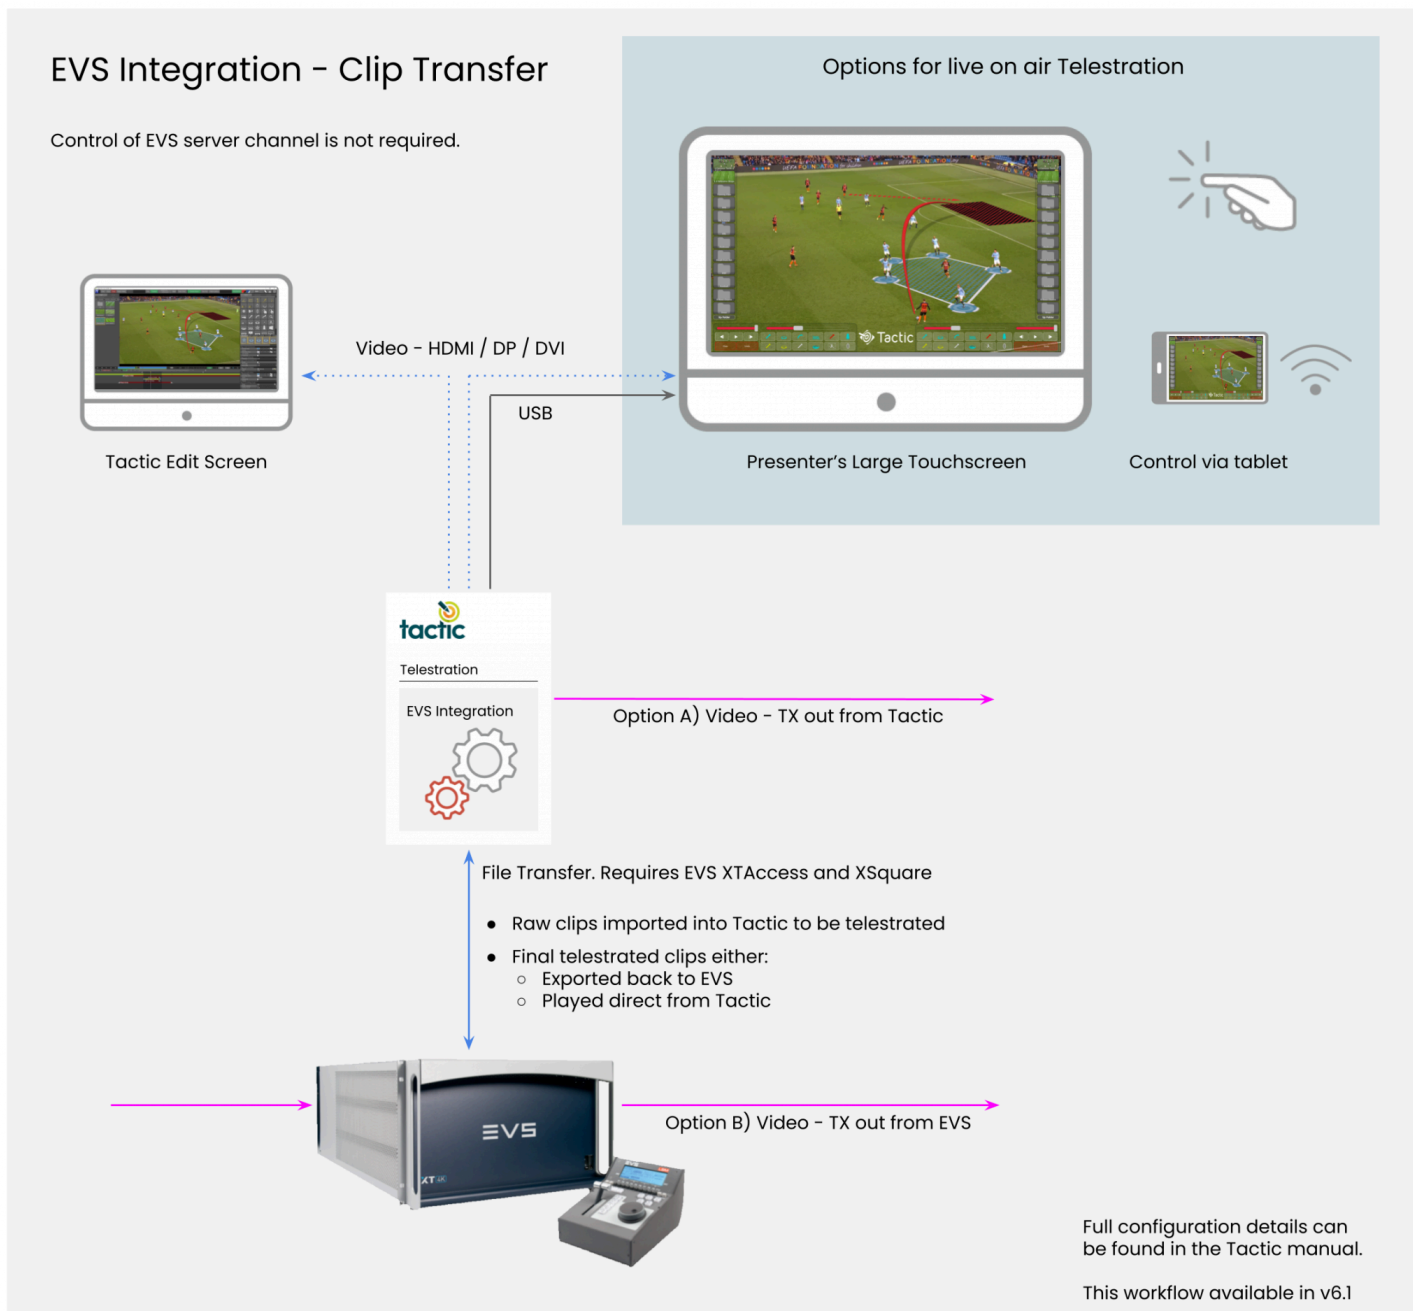 EVS Integration - Clip Transfer
Control of EVS server channel is not required.
Options for live on air Telestration
Tactic
Video - HDMI / DP / DVI
USB
Tactic Edit Screen
Presenter's Large Touchscreen
Control via tablet
tactic
Telestration
EVS Integration
Option A) Video - TX out from Tactic
File Transfer. Requires EVS XTAccess and XSquare
● Raw clips imported into Tactic to be telestrated
● Final telestrated clips either:
○ Exported back to EVS
○ Played direct from Tactic
EVS
XT4K
EVS
Option B) Video - TX out from EVS
Full configuration details can
be found in the Tactic manual.
This workflow available in v6.1